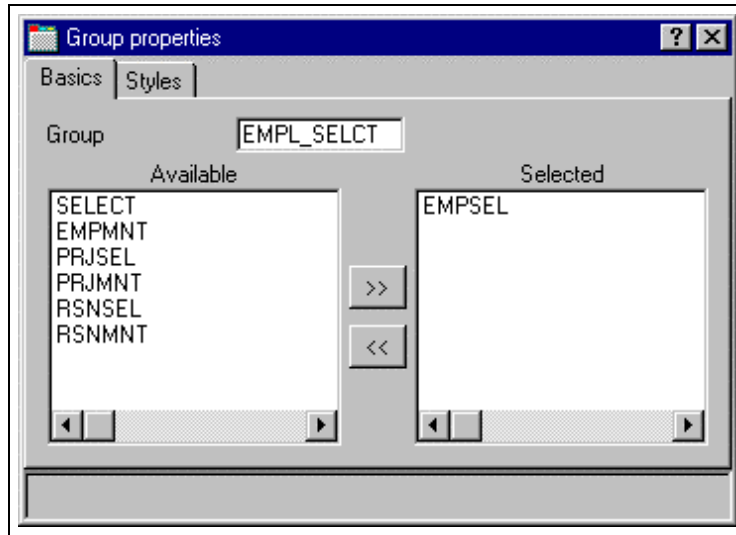 Group properties
Basics Styles
Group EMPL_SELCT
Available Selected
SELECT EMPSEL
EMPMNT
PRJSEL
PRJMNT
RSNSEL
RSNMNT
>>
<<